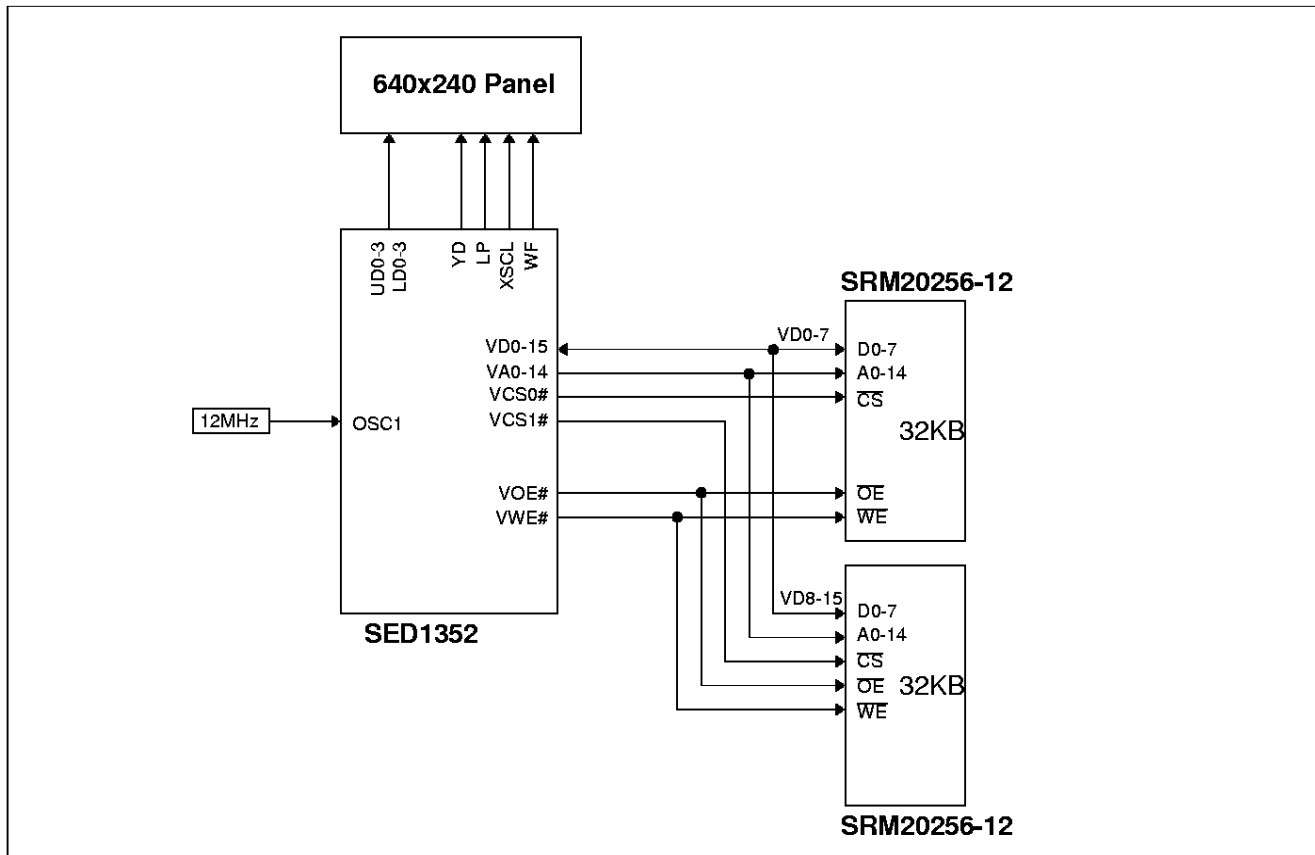 640x240 Panel
UD0-3
LD0-3
YD
LP
XSCL
WF
SRM20256-12
VD0-15
VD0-7
D0-7
VA0-14
A0-14
VCS0#
CS
12MHz
OSC1
VCS1#
32KB
VOE#
OE
VWE#
WE
SED1352
VD8-15
D0-7
A0-14
CS
OE
32KB
WE
SRM20256-12